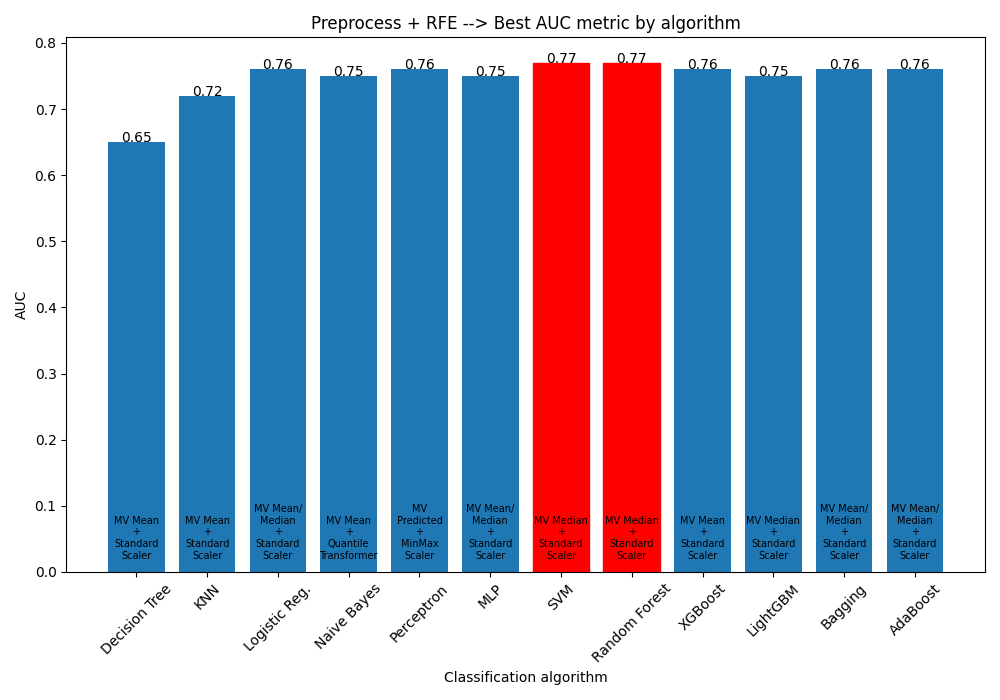 Preprocess + RFE --> Best AUC metric by algorithm
AUC
0.8
0.7
0.6
0.5
0.4
0.3
0.2
0.1
0.0
0.65
0.72
0.76
0.75
0.76
0.75
0.77
0.77
0.76
0.75
0.76
0.76
MV Mean
+
Standard
Scaler
MV Mean
+
Standard
Scaler
MV Mean/
Median
+
Standard
Scaler
MV Mean
+
Quantile
Transformer
MV
Predicted
+
MinMax
Scaler
MV Mean/
Median
+
Standard
Scaler
MV Median
+
Standard
Scaler
MV Median
+
Standard
Scaler
MV Mean
+
Standard
Scaler
MV Median
+
Standard
Scaler
MV Mean/
Median
+
Standard
Scaler
MV Mean/
Median
+
Standard
Scaler
Decision Tree
KNN
Logistic Reg.
Naive Bayes
Perceptron
MLP
SVM
Random Forest
XGBoost
LightGBM
Bagging
AdaBoost
Classification algorithm